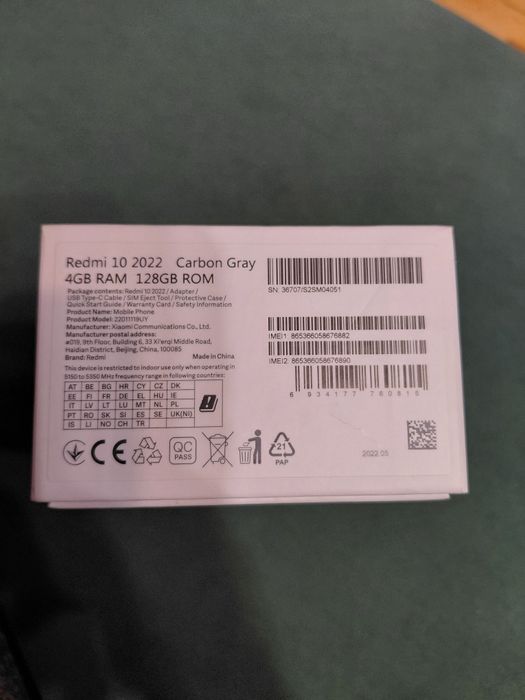 Redmi 10 2022 Carbon Gray
4GB RAM 128GB ROM
Package contents: Redmi 10 2022 / Adapter /
USB Type-C Cable / SIM Eject Tool / Protective Case /
Quick Start Guide / Warranty Card / Safety Information
Product Name: Mobile Phone
Product Model: 22011119UY
Manufacturer: Xiaomi Communications Co., Ltd.
Manufacturer postal address:
#019, 9th Floor, Building 6, 33 Xi'erqi Middle Road,
Haidian District, Beijing, China, 100085
Brand: Redmi Made in China
This device is restricted to indoor use only when operating in
5150 to 5350 MHz frequency range in following countries:
AT BE BG HR CY CZ DK
EE FI FR DE EL HU IE
IT LV LT LU MT NL PL
PT RO SK SI ES SE UK(NI)
IS LI NO CH TR
SN: 36707/S2SM04051
IMEI1: 865366058676882
IMEI2: 865366058676890
6 934177 760816
CE
QC
PASS
21
PAP
2022.05